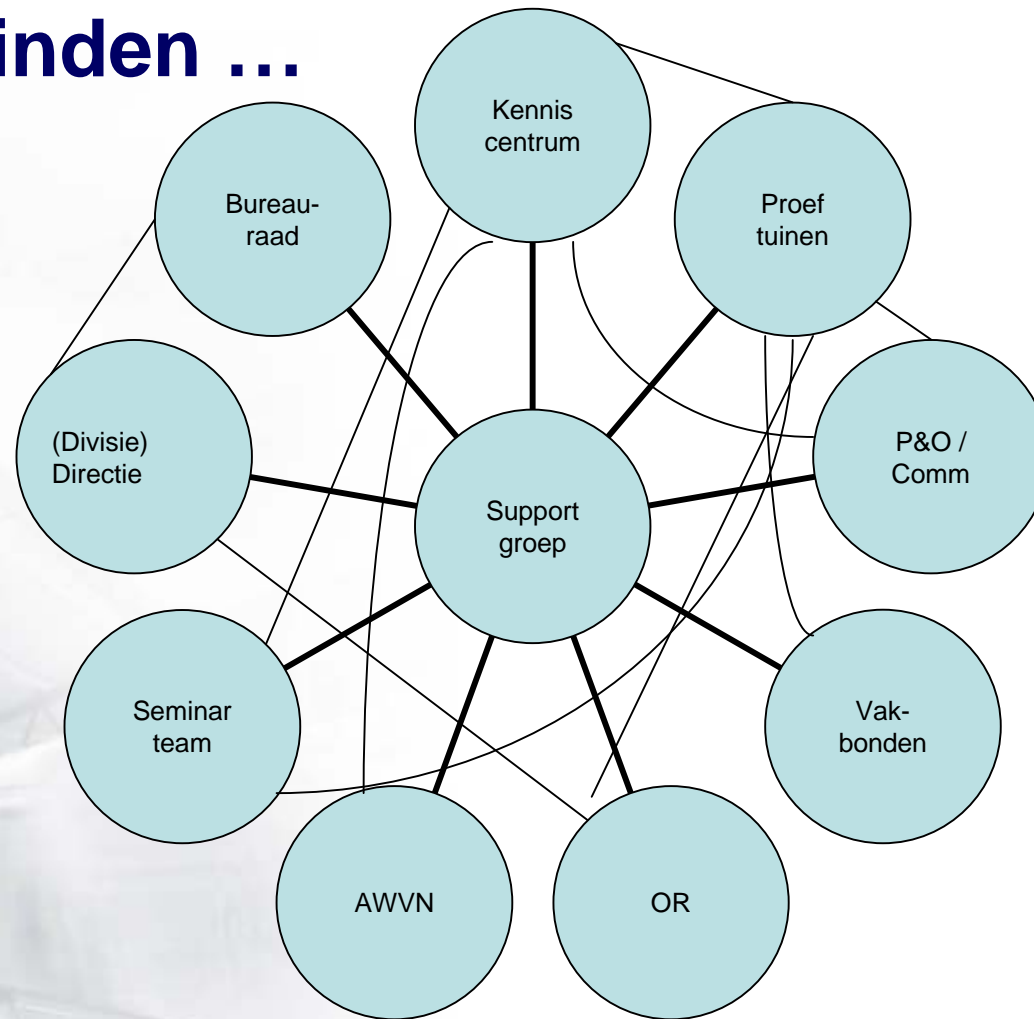 inden …
Kennis
centrum
Proef
tuinen
P&O /
Comm
Vak-
bonden
OR
AWVN
Seminar
team
(Divisie)
Directie
Bureau-
raad
Support
groep